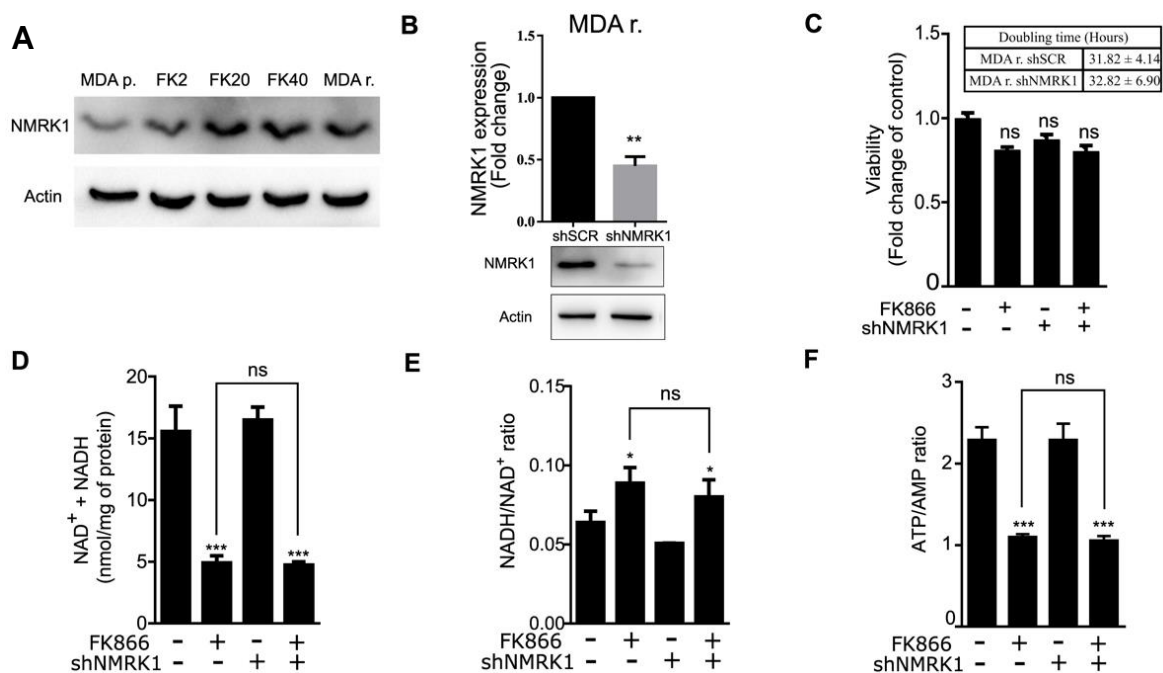 A
MDA p. FK2 FK20 FK40 MDA r.
NMRK1
Actin
B
MDA r.
NMRK1 expression
(Fold change)
1.5
1.0
0.5
0.0
**
shSCR shNMRK1
NMRK1
Actin
C
Viability
(Fold change of control)
1.5
1.0
0.5
0
Doubling time (Hours)
MDA r. shSCR 31.82 ± 4.14
MDA r. shNMRK1 32.82 ± 6.90
ns ns ns
FK866 - + - +
shNMRK1 - - + +
D
NAD+ + NADH
(nmol/mg of protein)
20
15
10
5
0
ns
*** ***
FK866 - + - +
shNMRK1 - - + +
E
NADH/NAD+ ratio
0.15
0.10
0.05
0.00
ns
* *
FK866 - + - +
shNMRK1 - - + +
F
ATP/AMP ratio
3
2
1
0
ns
*** ***
FK866 - + - +
shNMRK1 - - + +